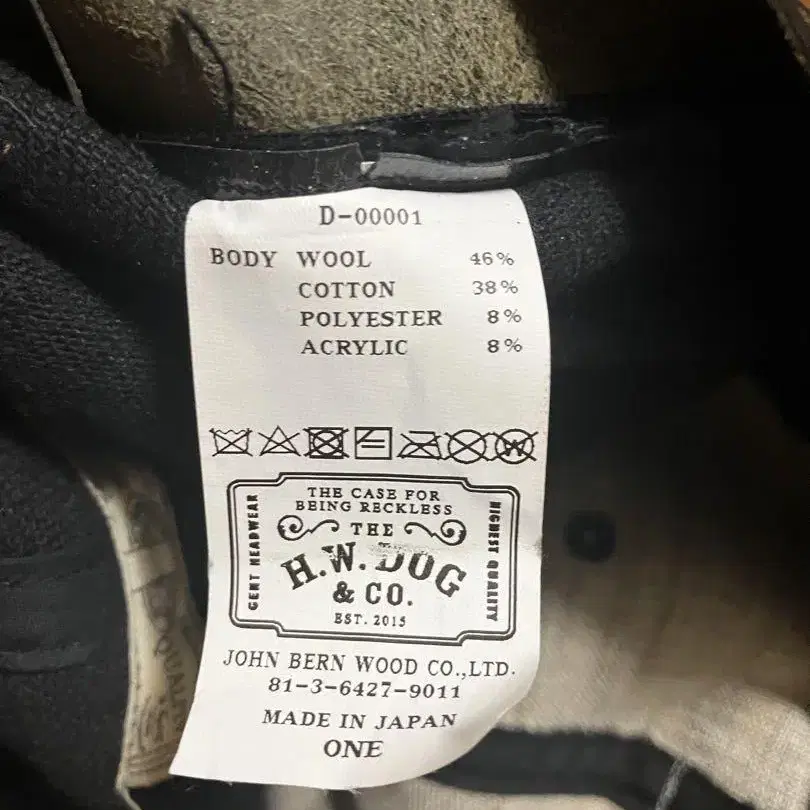 D-00001
BODY WOOL 46%
COTTON 38%
POLYESTER 8%
ACRYLIC 8%
W
THE CASE FOR
BEING RECKLESS
GENT HEADWEAR
HIGHEST QUALITY
THE
H.W. DOG
& CO.
EST. 2015
JOHN BERN WOOD CO.,LTD.
81-3-6427-9011
MADE IN JAPAN
ONE